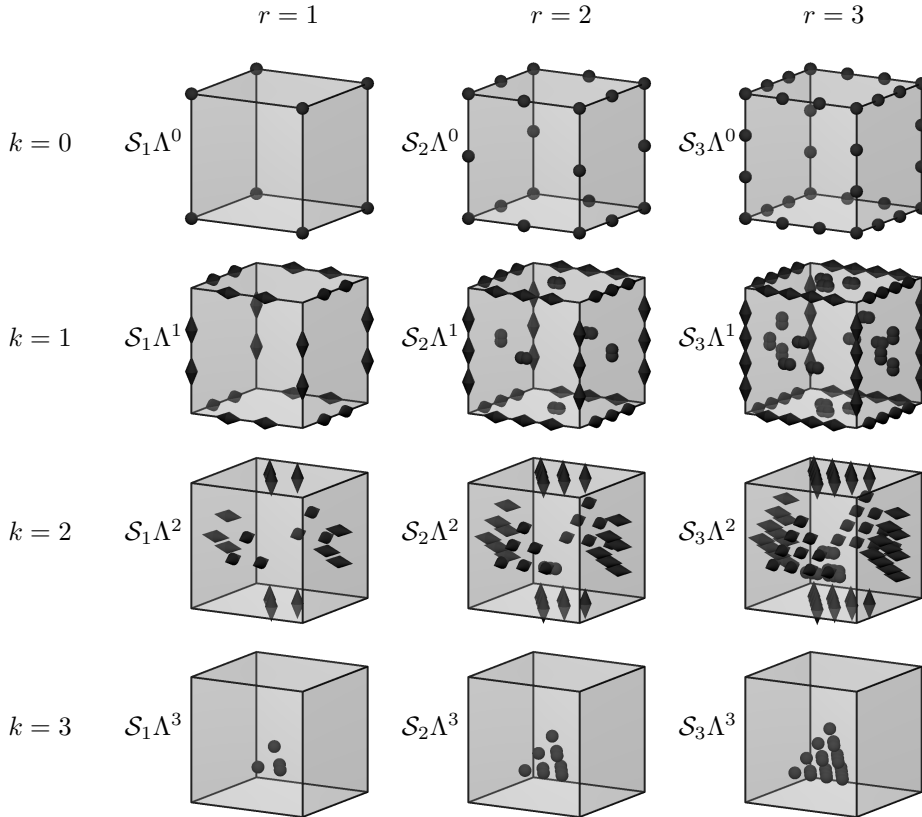 r = 1 r = 2 r = 3
k = 0 𝒮₁Λ⁰ 𝒮₂Λ⁰ 𝒮₃Λ⁰
k = 1 𝒮₁Λ¹ 𝒮₂Λ¹ 𝒮₃Λ¹
k = 2 𝒮₁Λ² 𝒮₂Λ² 𝒮₃Λ²
k = 3 𝒮₁Λ³ 𝒮₂Λ³ 𝒮₃Λ³